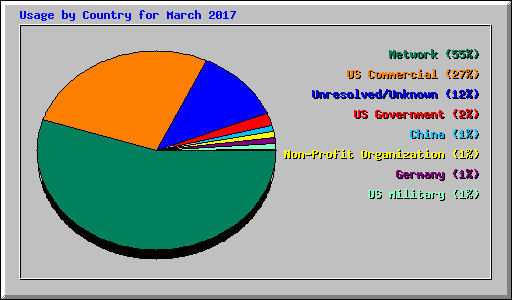 Usage by Country for March 2017
Network (55%)
US Commercial (27%)
Unresolved/Unknown (12%)
US Government (2%)
China (1%)
Non-Profit Organization (1%)
Germany (1%)
US Military (1%)